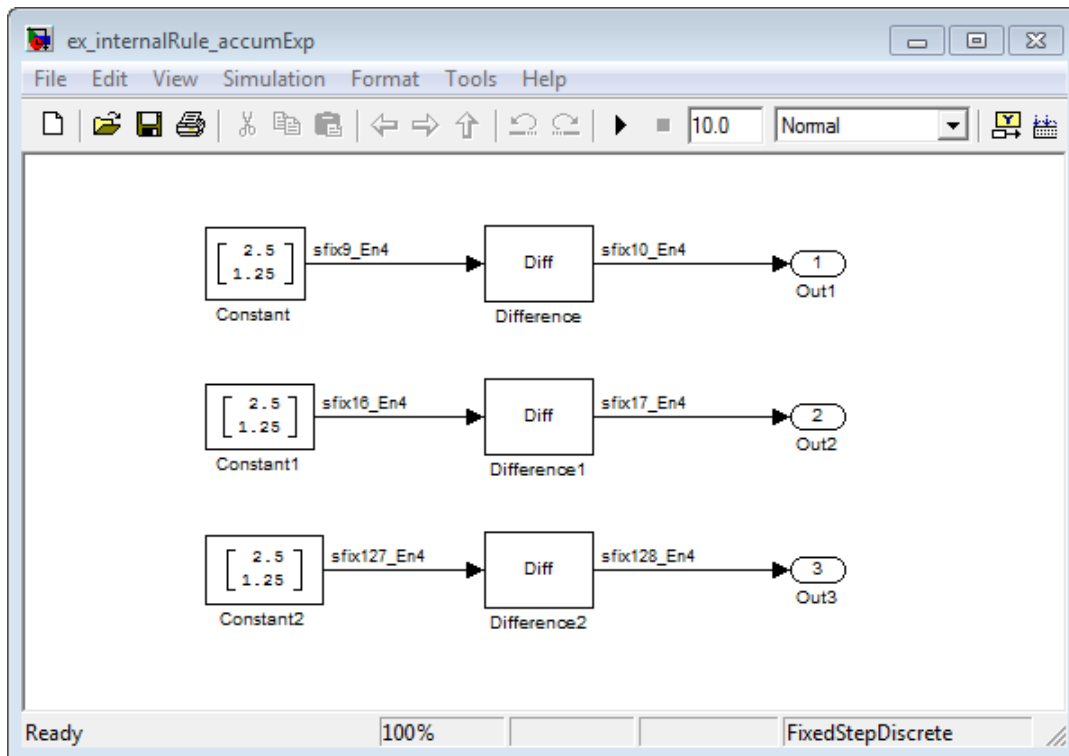 ex_internalRule_accumExp
File Edit View Simulation Format Tools Help
10.0 Normal
2.5
1.25
sfix9_En4
Diff
sfix10_En4
1
Constant
Difference
Out1
2.5
1.25
sfix16_En4
Diff
sfix17_En4
2
Constant1
Difference1
Out2
2.5
1.25
sfix127_En4
Diff
sfix128_En4
3
Constant2
Difference2
Out3
Ready 100% FixedStepDiscrete